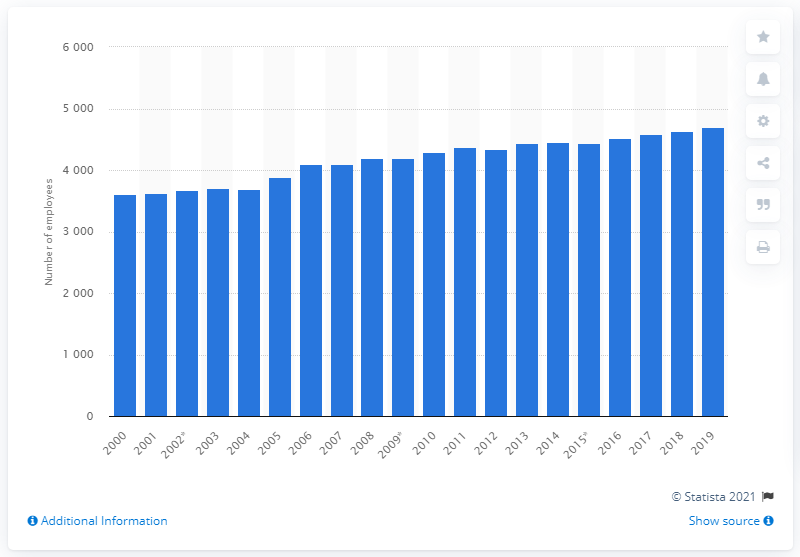 6 000
5 000
4 000
3 000
2 000
1 000
0
Number of employees
2000 2001 2002* 2003 2004 2005 2006 2007 2008 2009* 2010 2011 2012 2013 2014 2015* 2016 2017 2018 2019
© Statista 2021
Additional Information
Show source